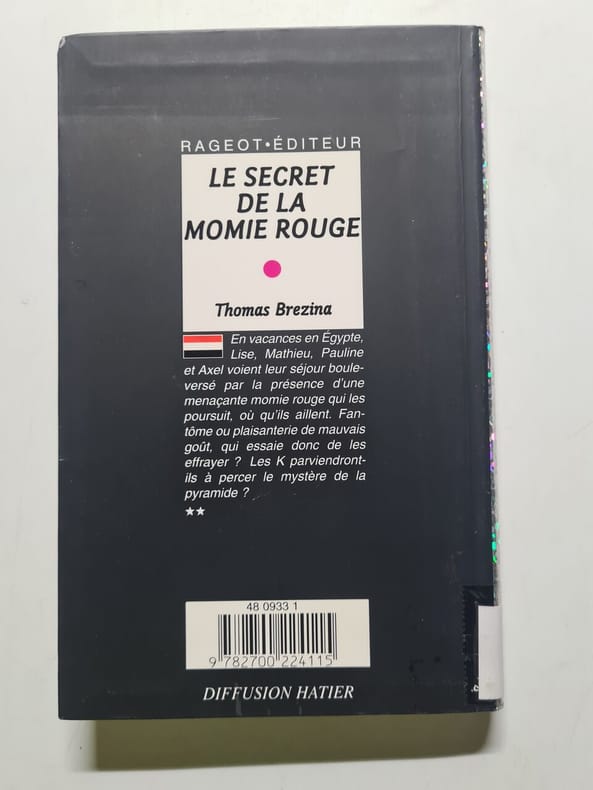 RAGEOT•ÉDITEUR
LE SECRET
DE LA
MOMIE ROUGE
Thomas Brezina
En vacances en Égypte,
Lise, Mathieu, Pauline
et Axel voient leur séjour boule-
versé par la présence d'une
menaçante momie rouge qui les
poursuit, où qu'ils aillent. Fan-
tôme ou plaisanterie de mauvais
goût, qui essaie donc de les
effrayer ? Les K parviendront-
ils à percer le mystère de la
pyramide ?
★★
48 0933 1
9 782700 224115
DIFFUSION HATIER